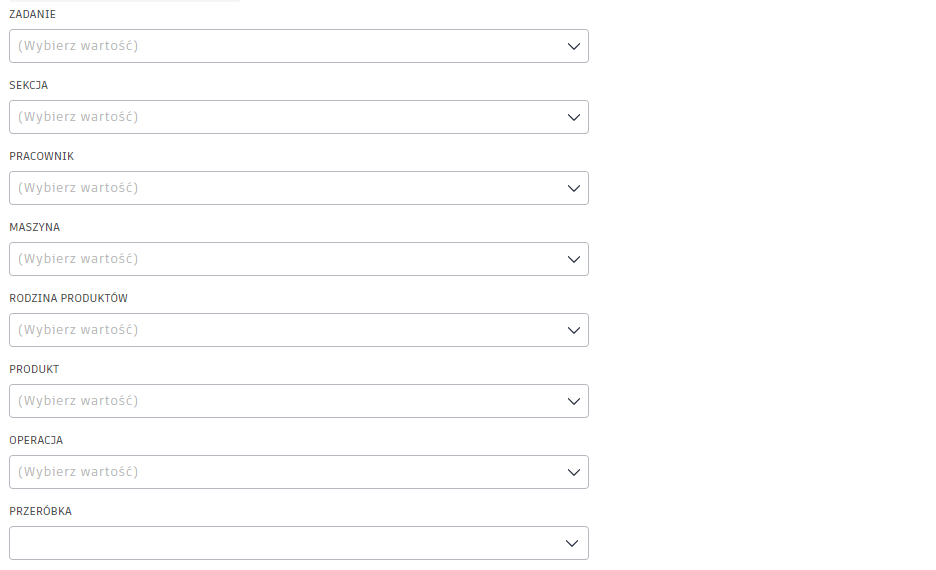 ZADANIE
(Wybierz wartość)
SEKCJA
(Wybierz wartość)
PRACOWNIK
(Wybierz wartość)
MASZYNA
(Wybierz wartość)
RODZINA PRODUKTÓW
(Wybierz wartość)
PRODUKT
(Wybierz wartość)
OPERACJA
(Wybierz wartość)
PRZERÓBKA